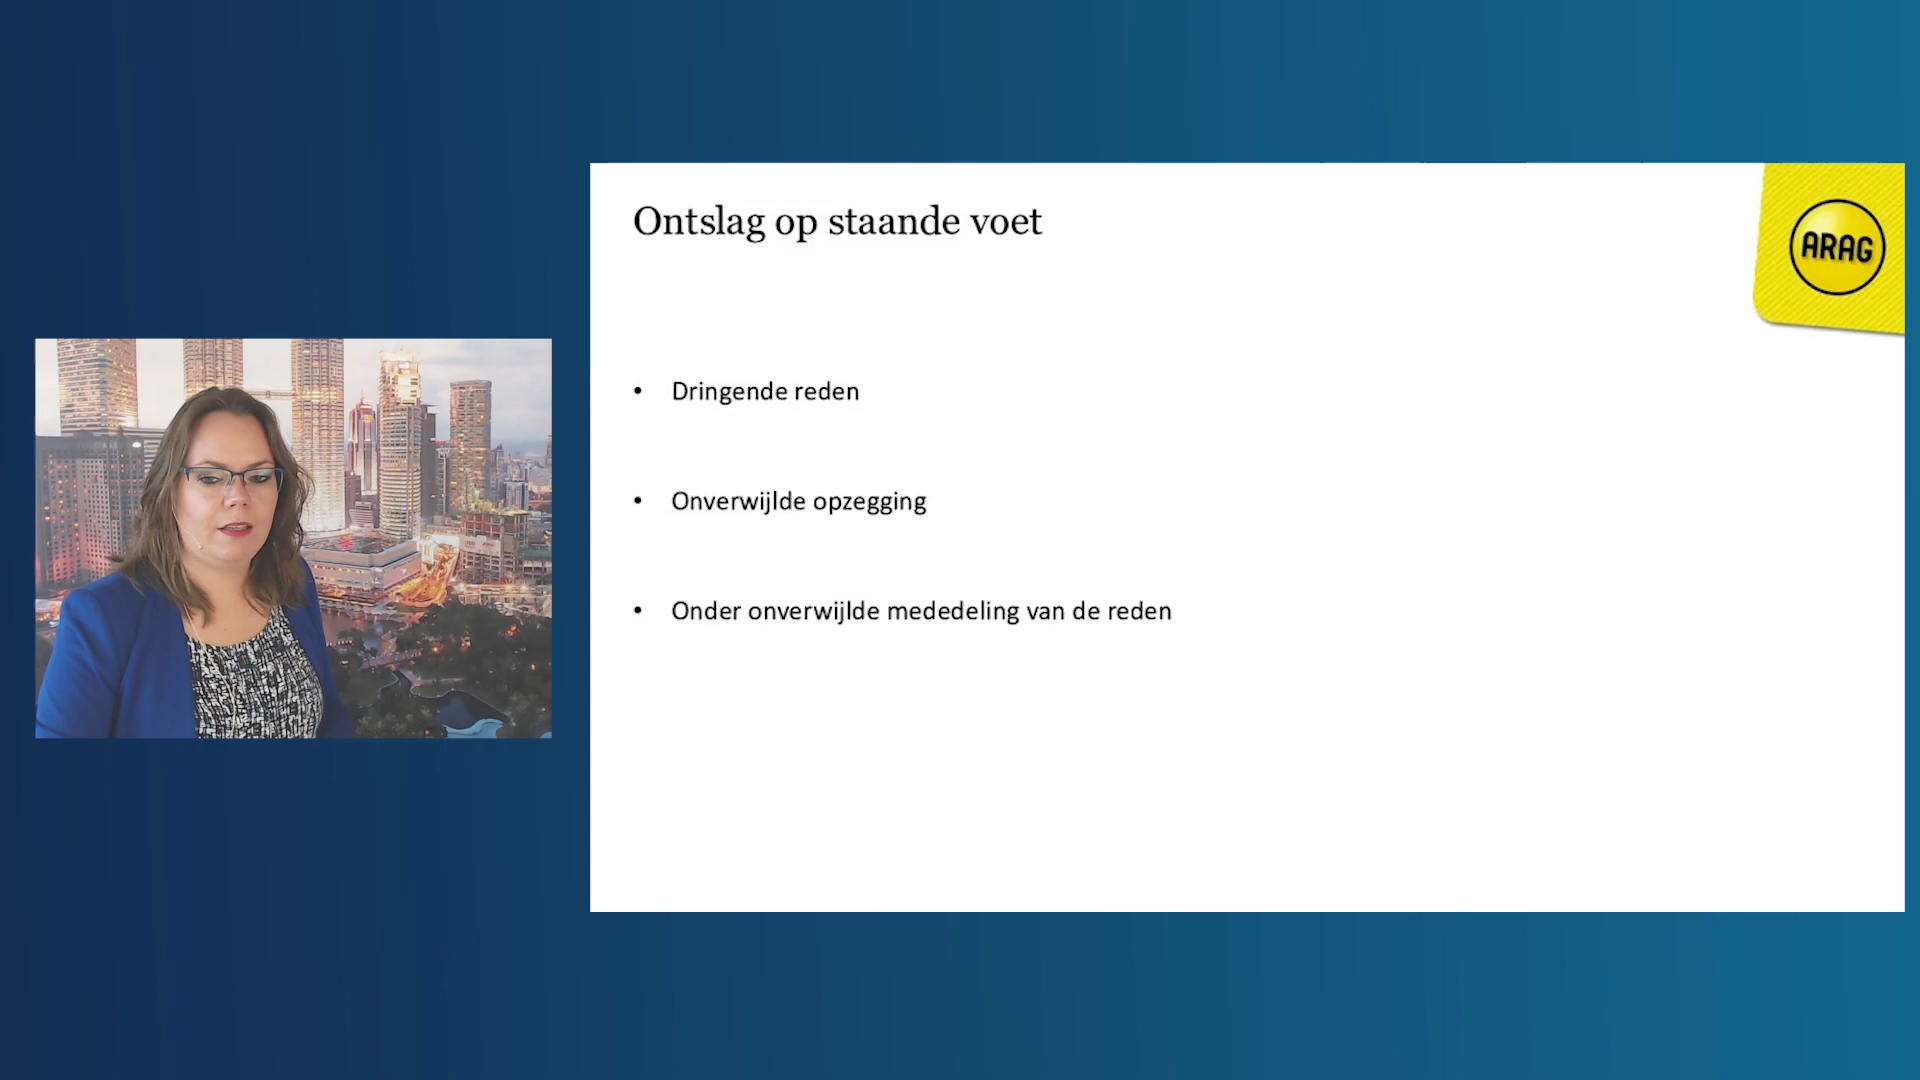 Ontslag op staande voet
ARAG
• Dringende reden
• Onverwijlde opzegging
• Onder onverwijlde mededeling van de reden